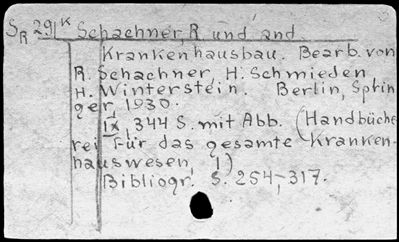 SR 291K Schachner, R. und and.
Krankenhausbau. Bearb. von
R. Schachner, H. Schmieden
H. Winterstein. Berlin, Sprin
ger, 1930.
IX, 344 S. mit Abb. (Handbüche
rei für das gesamte Kranken-
hauswesen, 1)
Bibliogr. S. 254-317.